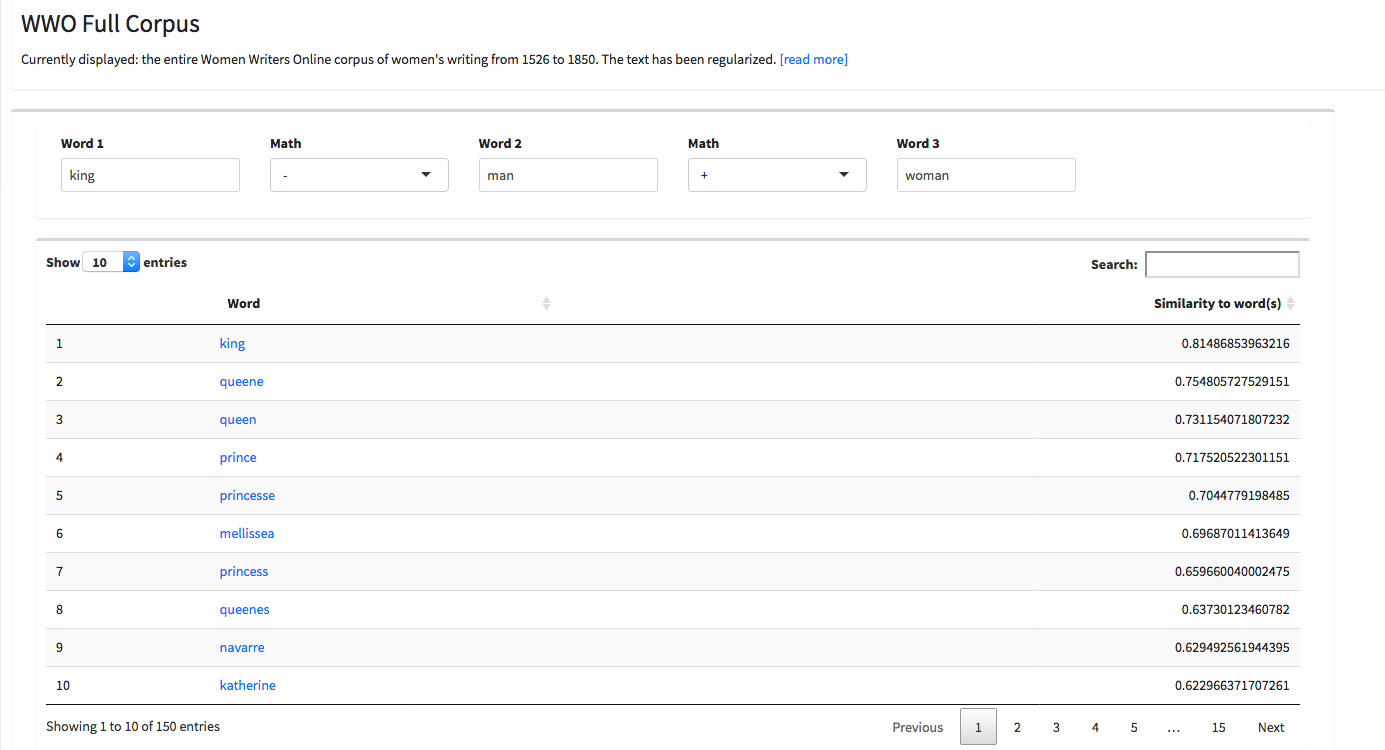 WWO Full Corpus
Currently displayed: the entire Women Writers Online corpus of women's writing from 1526 to 1850. The text has been regularized. [read more]
Word 1 Math Word 2 Math Word 3
king - man + woman
Show 10 entries Search:
Word Similarity to word(s)
1 king 0.81486853963216
2 queene 0.754805727529151
3 queen 0.731154071807232
4 prince 0.717520522301151
5 princesse 0.7044779198485
6 mellissea 0.69687011413649
7 princess 0.659660040002475
8 queenes 0.63730123460782
9 navarre 0.629492561944395
10 katherine 0.622966371707261
Showing 1 to 10 of 150 entries Previous 1 2 3 4 5 ... 15 Next